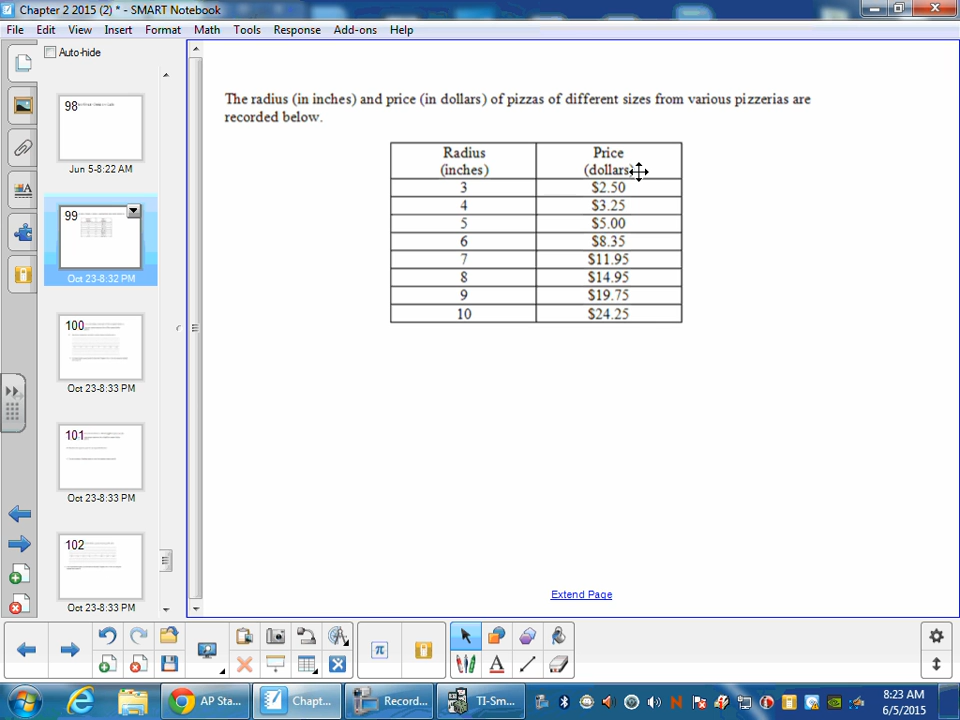 Chapter 2 2015 (2) * - SMART Notebook
File Edit View Insert Format Math Tools Response Add-ons Help
Auto-hide
98
Jun 5-8:22 AM
99
Oct 23-8:32 PM
100
Oct 23-8:33 PM
101
Oct 23-8:33 PM
102
Oct 23-8:33 PM
The radius (in inches) and price (in dollars) of pizzas of different sizes from various pizzerias are
recorded below.
Radius Price
(inches) (dollars)
3 $2.50
4 $3.25
5 $5.00
6 $8.35
7 $11.95
8 $14.95
9 $19.75
10 $24.25
Extend Page
π
A
AP Sta... Chapt... Record... TI-Sm...
8:23 AM
6/5/2015